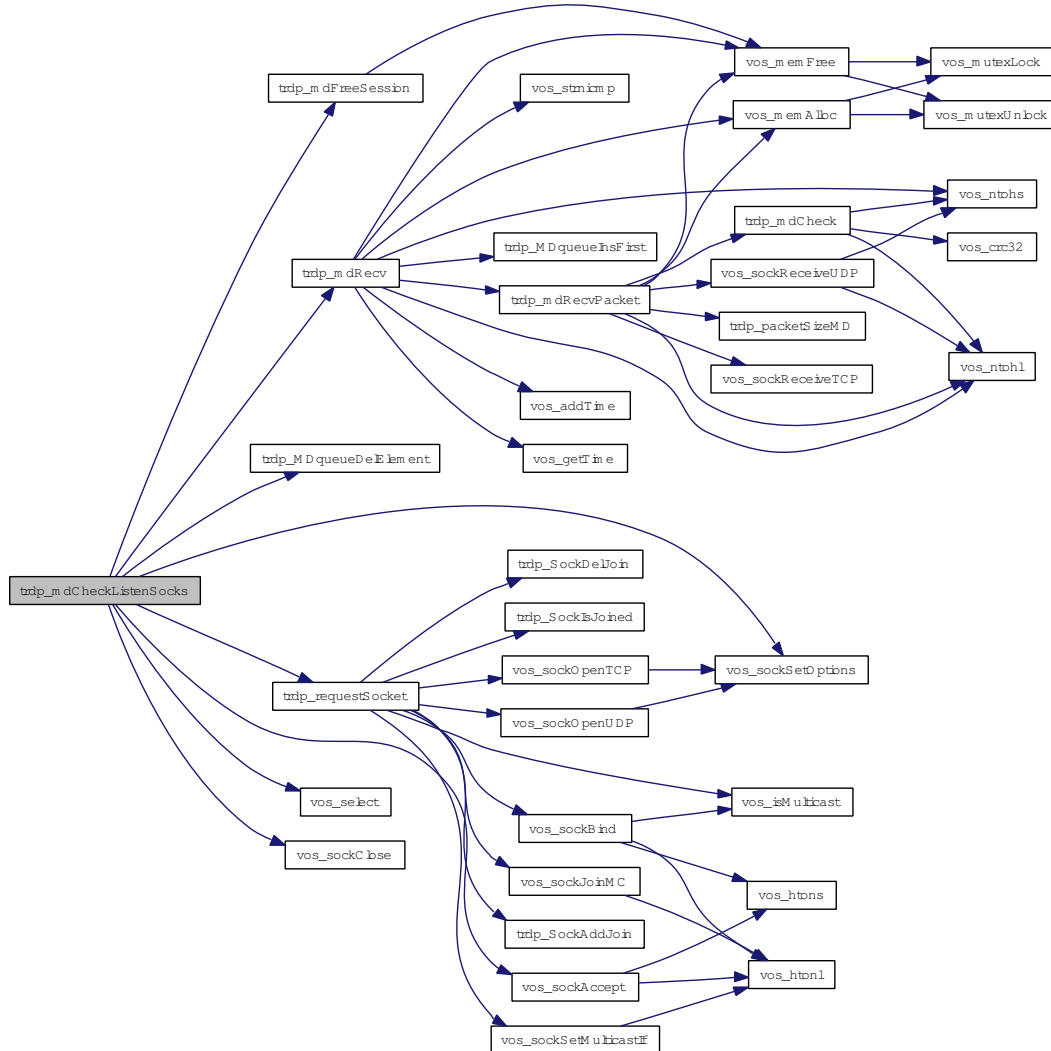 trdp_mdFreeSession
vos_memFree
vos_mutexLock
vos_strnicmp
vos_memAlloc
vos_mutexUnlock
vos_ntohs
trdp_mdCheck
trdp_MDqueueInsFirst
vos_crc32
trdp_mdRecv
vos_sockReceiveUDP
trdp_mdRecvPacket
trdp_packetSizeMD
vos_ntohl
vos_sockReceiveTCP
vos_addTime
trdp_MDqueueDelElement
vos_getTime
trdp_SockDelJoin
trdp_mdCheckListenSocks
trdp_SockIsJoined
vos_sockOpenTCP
vos_sockSetOptions
trdp_requestSocket
vos_sockOpenUDP
vos_select
vos_isMulticast
vos_sockBind
vos_sockClose
vos_sockJoinMC
vos_htons
trdp_SockAddJoin
vos_htonl
vos_sockAccept
vos_sockSetMulticastIf